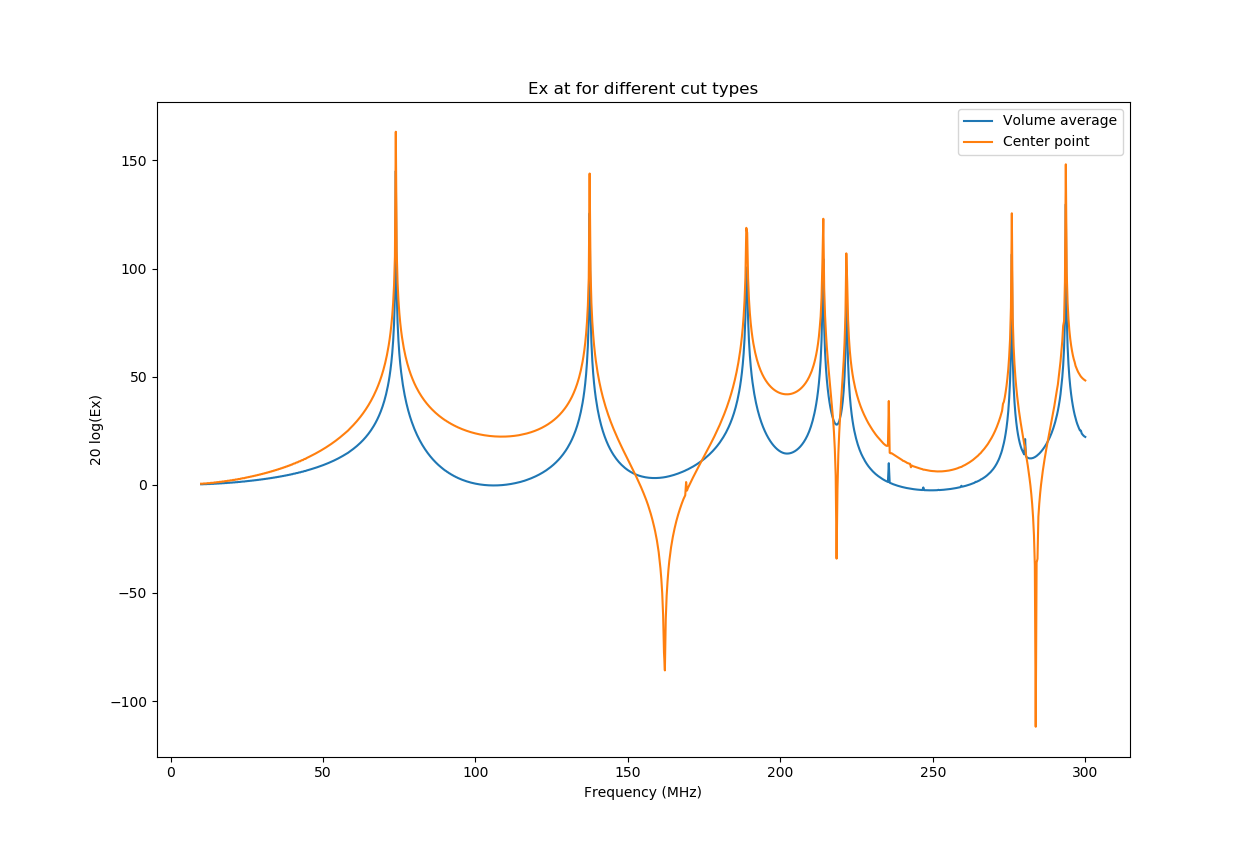 Ex at for different cut types
Volume average
Center point
150
100
50
0
−50
−100
20 log(Ex)
0 50 100 150 200 250 300
Frequency (MHz)